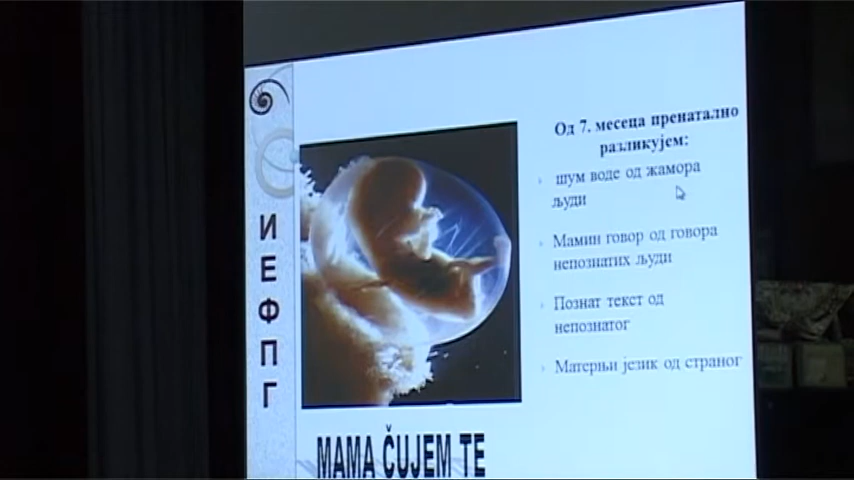 И
Е
Ф
П
Г
Од 7. месеца пренатално
разликујем:
шум воде од жамора
људи
Мамин говор од говора
непознатих људи
Познат текст од
непознатог
Матерњи језик од страног
MAMA ČUJEM TE